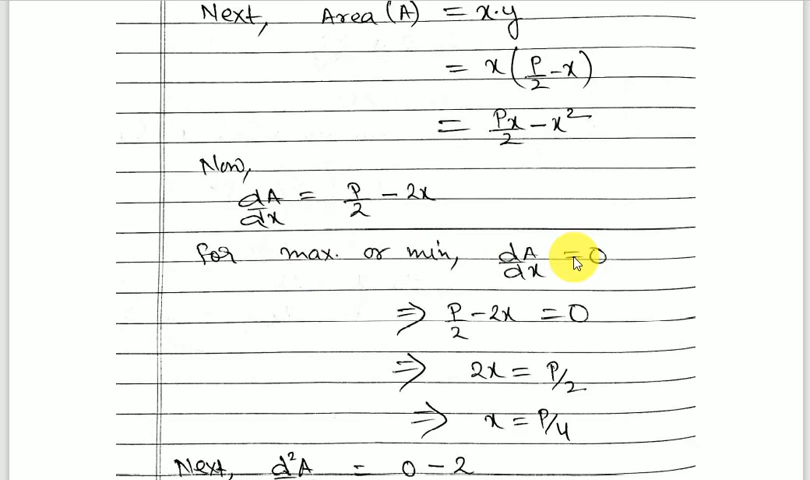 Next, Area (A) = x·y
= x(P/2 - x)
= Px/2 - x²
Now,
dA/dx = P/2 - 2x
for max. or min, dA/dx = 0
⇒ P/2 - 2x = 0
⇒ 2x = P/2
⇒ x = P/4
Next, d²A = 0 - 2